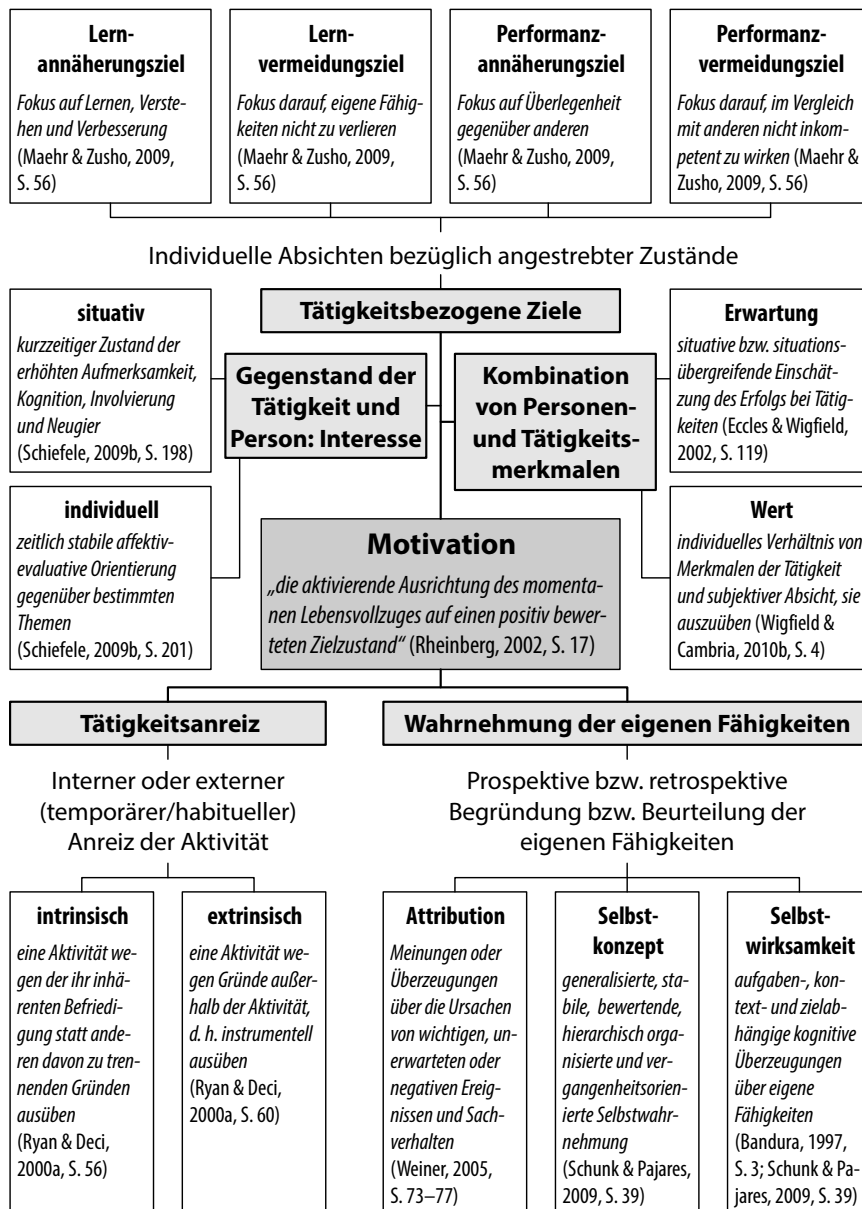 Lern-
annäherungsziel
Fokus auf Lernen, Verste-
hen und Verbesserung
(Maehr & Zusho, 2009,
S. 56)
Lern-
vermeidungsziel
Fokus darauf, eigene Fähig-
keiten nicht zu verlieren
(Maehr & Zusho, 2009,
S. 56)
Performanz-
annäherungsziel
Fokus auf Überlegenheit
gegenüber anderen
(Maehr & Zusho, 2009,
S. 56)
Performanz-
vermeidungsziel
Fokus darauf, im Vergleich
mit anderen nicht inkom-
petent zu wirken (Maehr &
Zusho, 2009, S. 56)
Individuelle Absichten bezüglich angestrebter Zustände
Tätigkeitsbezogene Ziele
situativ
kurzzeitiger Zustand der
erhöhten Aufmerksamkeit,
Kognition, Involvierung
und Neugier
(Schiefele, 2009b, S. 198)
Gegenstand der
Tätigkeit und
Person: Interesse
Kombination
von Personen-
und Tätigkeits-
merkmalen
Erwartung
situative bzw. situations-
übergreifende Einschät-
zung des Erfolgs bei Tätig-
keiten (Eccles & Wigfield,
2002, S. 119)
individuell
zeitlich stabile affektiv-
evaluative Orientierung
gegenüber bestimmten
Themen
(Schiefele, 2009b, S. 201)
Motivation
„die aktivierende Ausrichtung des momenta-
nen Lebensvollzuges auf einen positiv bewer-
teten Zielzustand“ (Rheinberg, 2002, S. 17)
Wert
individuelles Verhältnis von
Merkmalen der Tätigkeit
und subjektiver Absicht, sie
auszuüben (Wigfield &
Cambria, 2010b, S. 4)
Tätigkeitsanreiz
Wahrnehmung der eigenen Fähigkeiten
Interner oder externer
(temporärer/habitueller)
Anreiz der Aktivität
Prospektive bzw. retrospektive
Begründung bzw. Beurteilung der
eigenen Fähigkeiten
intrinsisch
eine Aktivität we-
gen der ihr inhä-
renten Befriedi-
gung statt ande-
ren davon zu tren-
nenden Gründen
ausüben
(Ryan & Deci,
2000a, S. 56)
extrinsisch
eine Aktivität we-
gen Gründe außer-
halb der Aktivität,
d. h. instrumentell
ausüben
(Ryan & Deci,
2000a, S. 60)
Attribution
Meinungen oder
Überzeugungen
über die Ursachen
von wichtigen, un-
erwarteten oder
negativen Ereig-
nissen und Sach-
verhalten
(Weiner, 2005,
S. 73–77)
Selbst-
konzept
generalisierte, sta-
bile, bewertende,
hierarchisch orga-
nisierte und ver-
gangenheitsorien-
tierte Selbstwahr-
nehmung
(Schunk & Pajares,
2009, S. 39)
Selbst-
wirksamkeit
aufgaben-, kon-
text- und zielab-
hängige kognitive
Überzeugungen
über eigene
Fähigkeiten
(Bandura, 1997,
S. 3; Schunk & Pa-
jares, 2009, S. 39)